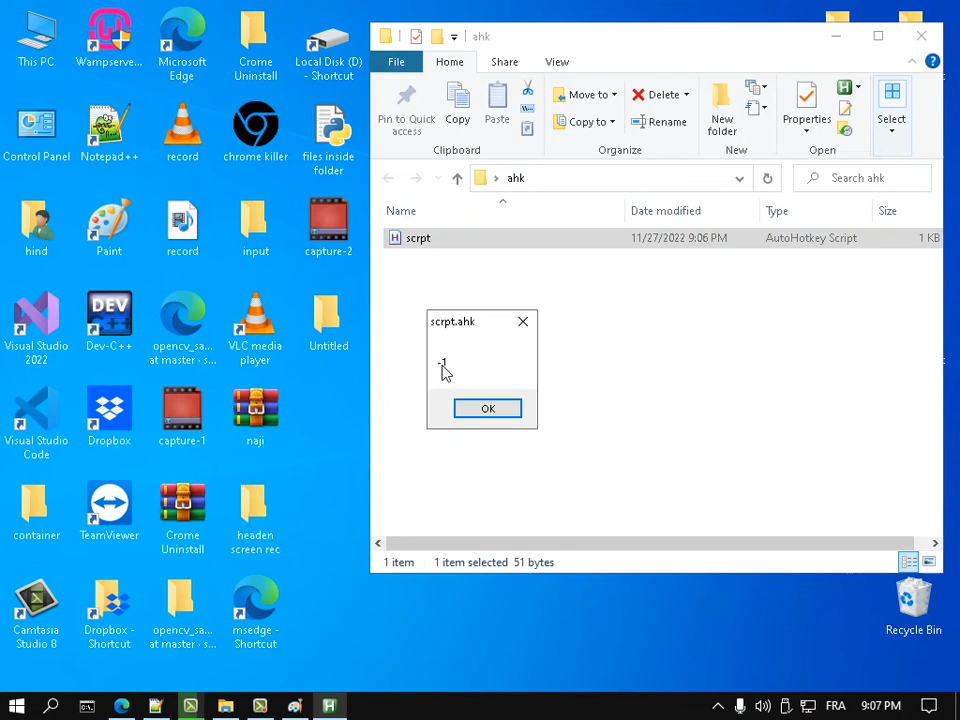 This PC
Wampserve...
Microsoft
Edge
Crome
Uninstall
Local Disk (D)
- Shortcut
Control Panel
Notepad++
record
chrome killer
files inside
folder
hind
Paint
record
input
capture-2
Visual Studio
2022
Dev-C++
opencv_sa...
at master · s...
VLC media
player
Untitled
Visual Studio
Code
Dropbox
capture-1
naji
container
TeamViewer
Crome
Uninstall
headen
screen rec
Camtasia
Studio 8
Dropbox -
Shortcut
opencv_sa...
at master · s...
msedge -
Shortcut
Recycle Bin
ahk
File
Home
Share
View
Pin to Quick
access
Copy
Paste
Move to
Copy to
Delete
Rename
New
folder
Properties
Select
Clipboard
Organize
New
Open
ahk
Search ahk
Name
Date modified
Type
Size
scrpt
11/27/2022 9:06 PM
AutoHotkey Script
1 KB
scrpt.ahk
-1
OK
1 item
1 item selected 51 bytes
FRA
9:07 PM